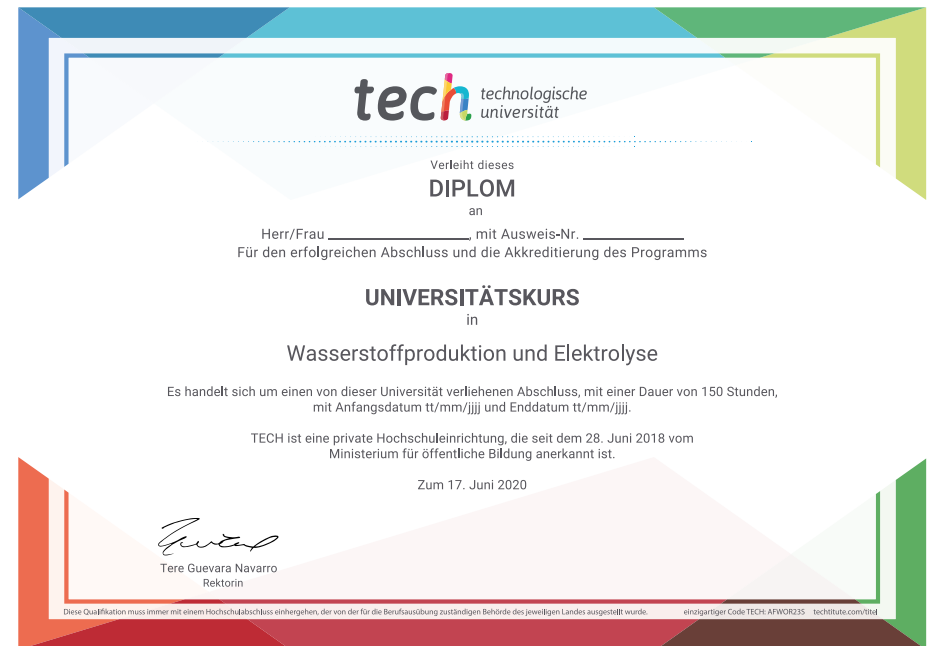 tech technologische
universität
Verleiht dieses
DIPLOM
an
Herr/Frau ____________________, mit Ausweis-Nr. ______________
Für den erfolgreichen Abschluss und die Akkreditierung des Programms
UNIVERSITÄTSKURS
in
Wasserstoffproduktion und Elektrolyse
Es handelt sich um einen von dieser Universität verliehenen Abschluss, mit einer Dauer von 150 Stunden,
mit Anfangsdatum tt/mm/jjjj und Enddatum tt/mm/jjjj.
TECH ist eine private Hochschuleinrichtung, die seit dem 28. Juni 2018 vom
Ministerium für öffentliche Bildung anerkannt ist.
Zum 17. Juni 2020
Tere Guevara Navarro
Rektorin
Diese Qualifikation muss immer mit einem Hochschulabschluss einhergehen, der von der für die Berufsausübung zuständigen Behörde des jeweiligen Landes ausgestellt wurde. einzigartiger Code TECH: AFWOR235 techtitute.com/titel